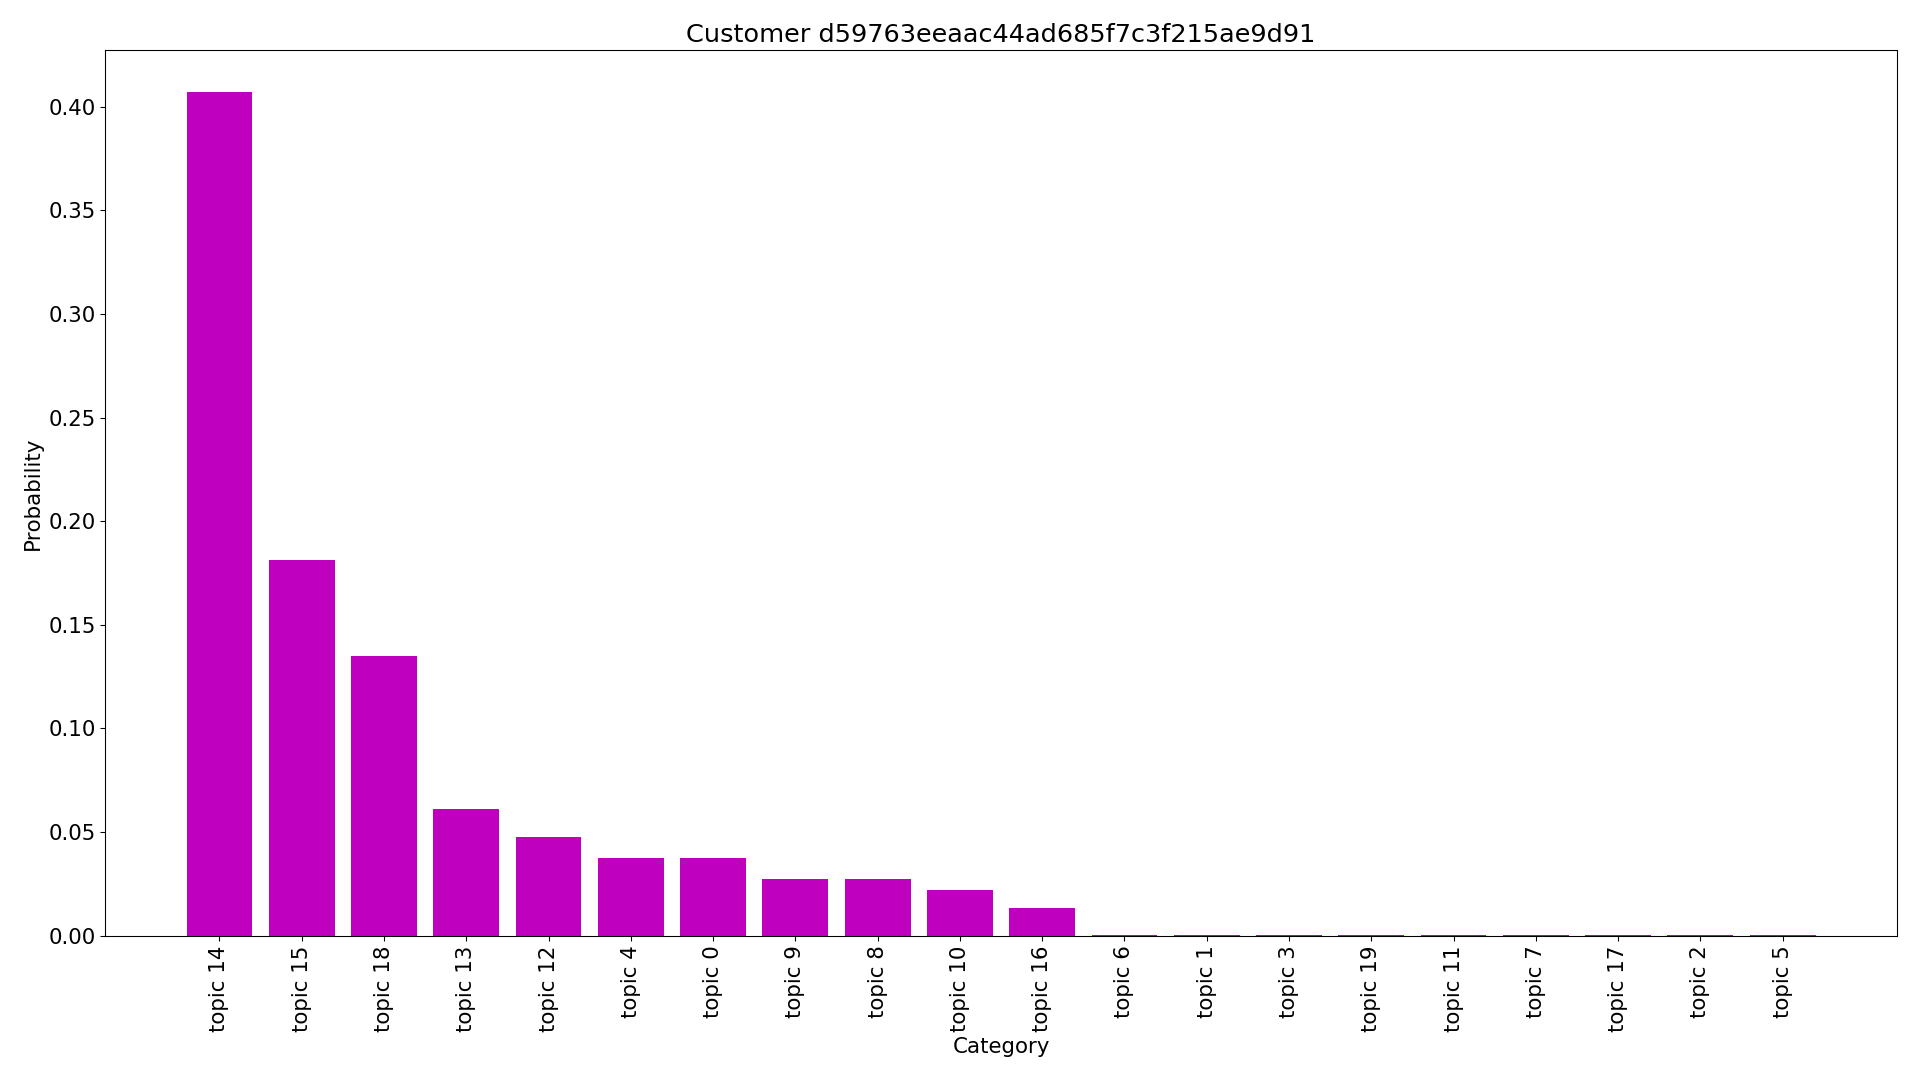 Customer d59763eeaac44ad685f7c3f215ae9d91
Probability
0.40
0.35
0.30
0.25
0.20
0.15
0.10
0.05
0.00
topic 14
topic 15
topic 18
topic 13
topic 12
topic 4
topic 0
topic 9
topic 8
topic 10
topic 16
topic 6
topic 1
topic 3
topic 19
topic 11
topic 7
topic 17
topic 2
topic 5
Category